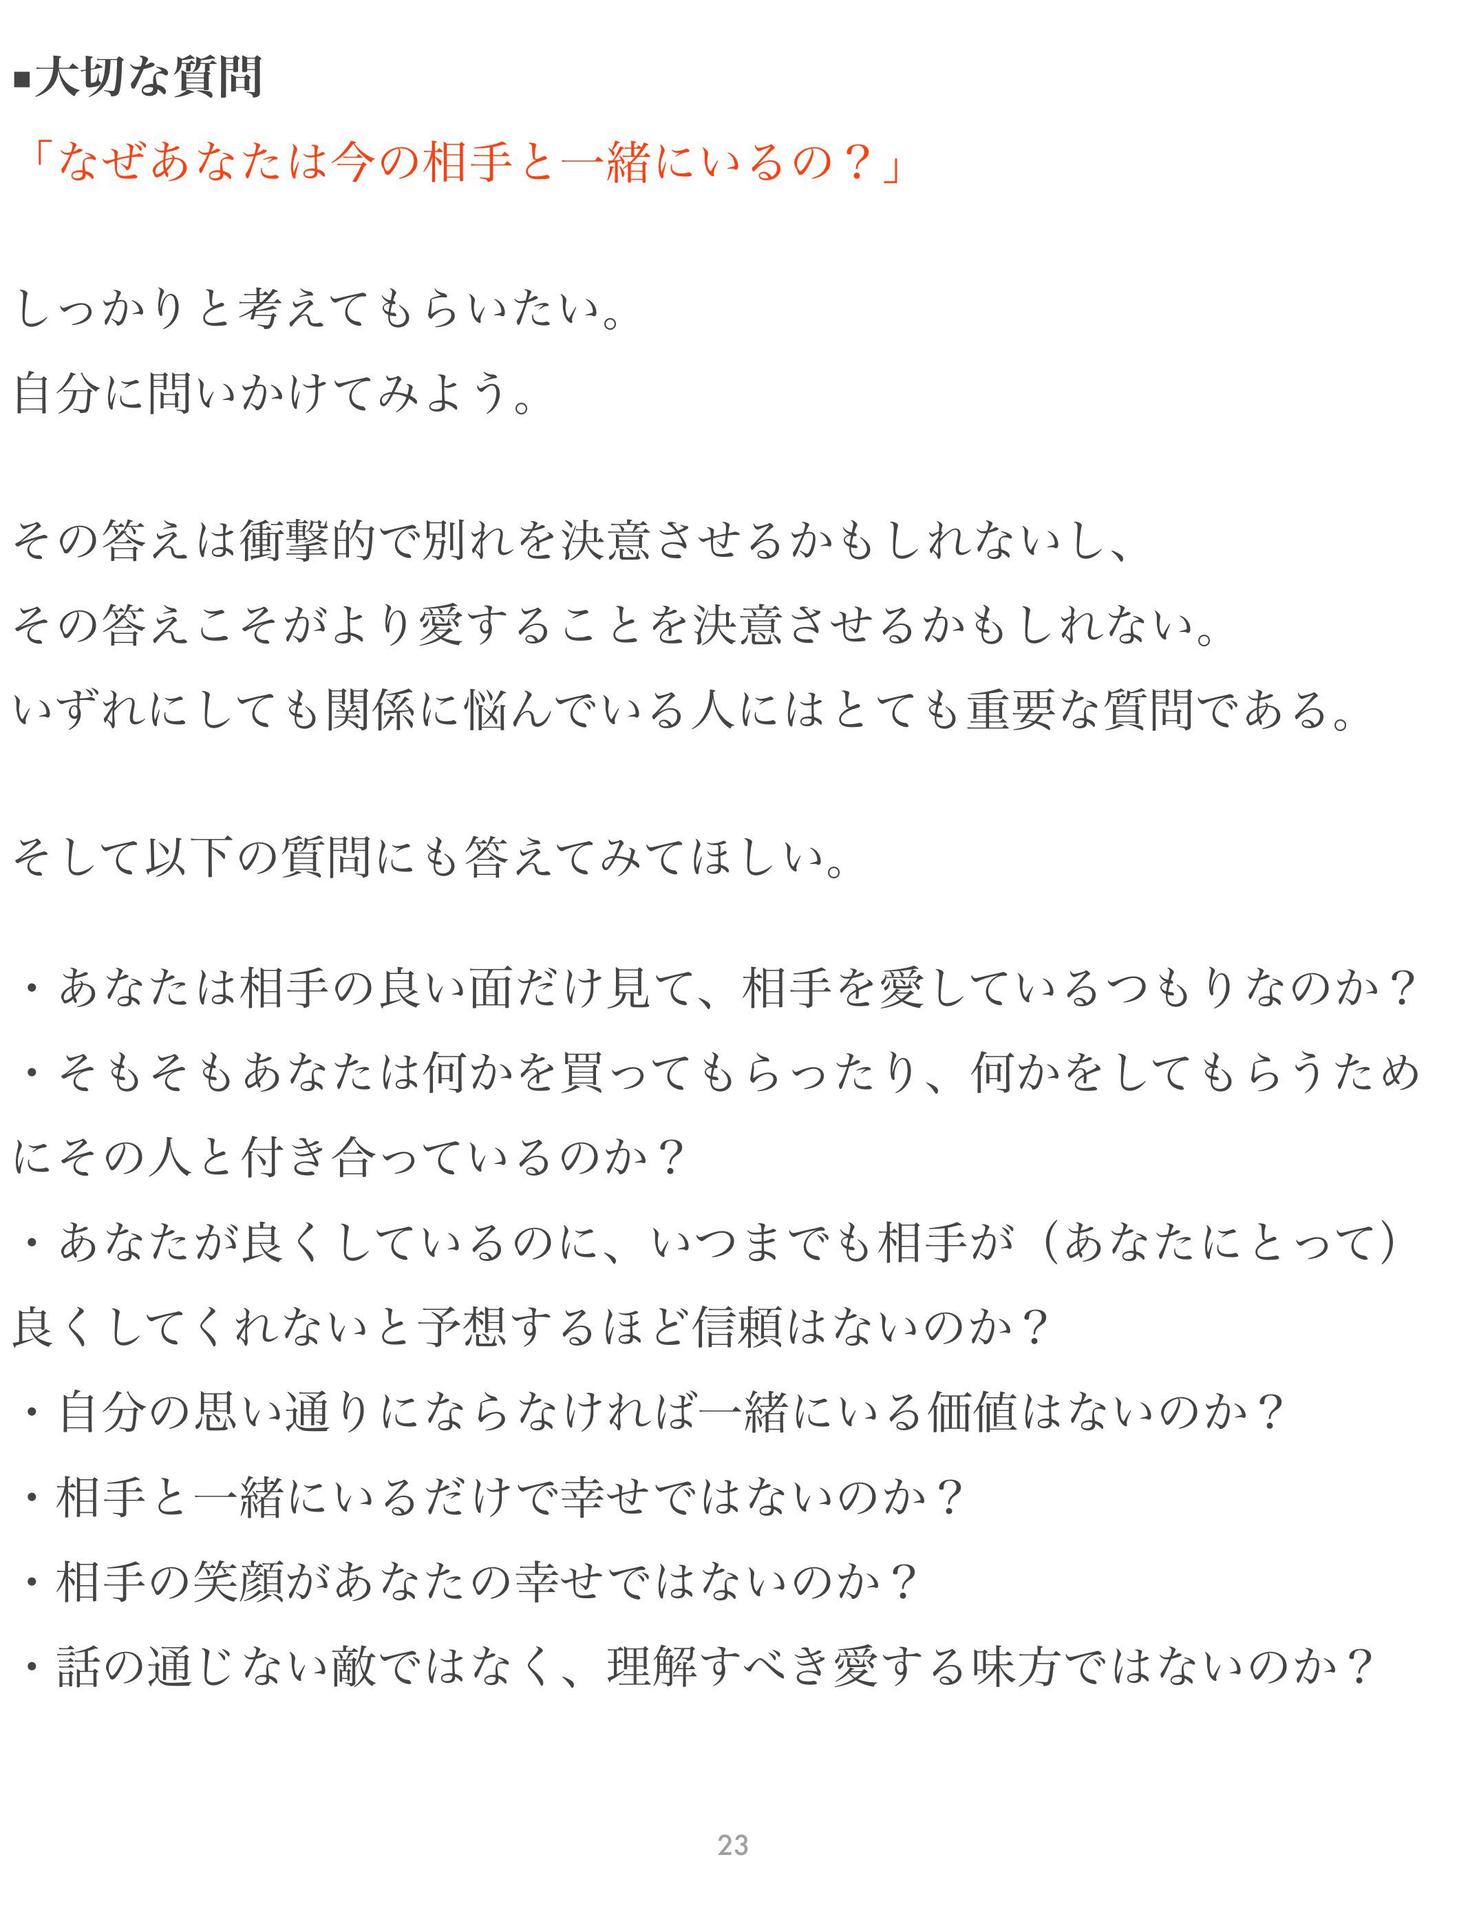 ▪大切な質問
「なぜあなたは今の相手と一緒にいるの？」
しっかりと考えてもらいたい。
自分に問いかけてみよう。
その答えは衝撃的で別れを決意させるかもしれないし、
その答えこそがより愛することを決意させるかもしれない。
いずれにしても関係に悩んでいる人にはとても重要な質問である。
そして以下の質問にも答えてみてほしい。
・あなたは相手の良い面だけ見て、相手を愛しているつもりなのか？
・そもそもあなたは何かを買ってもらったり、何かをしてもらうため
にその人と付き合っているのか？
・あなたが良くしているのに、いつまでも相手が（あなたにとって）
良くしてくれないと予想するほど信頼はないのか？
・自分の思い通りにならなければ一緒にいる価値はないのか？
・相手と一緒にいるだけで幸せではないのか？
・相手の笑顔があなたの幸せではないのか？
・話の通じない敵ではなく、理解すべき愛する味方ではないのか？
23